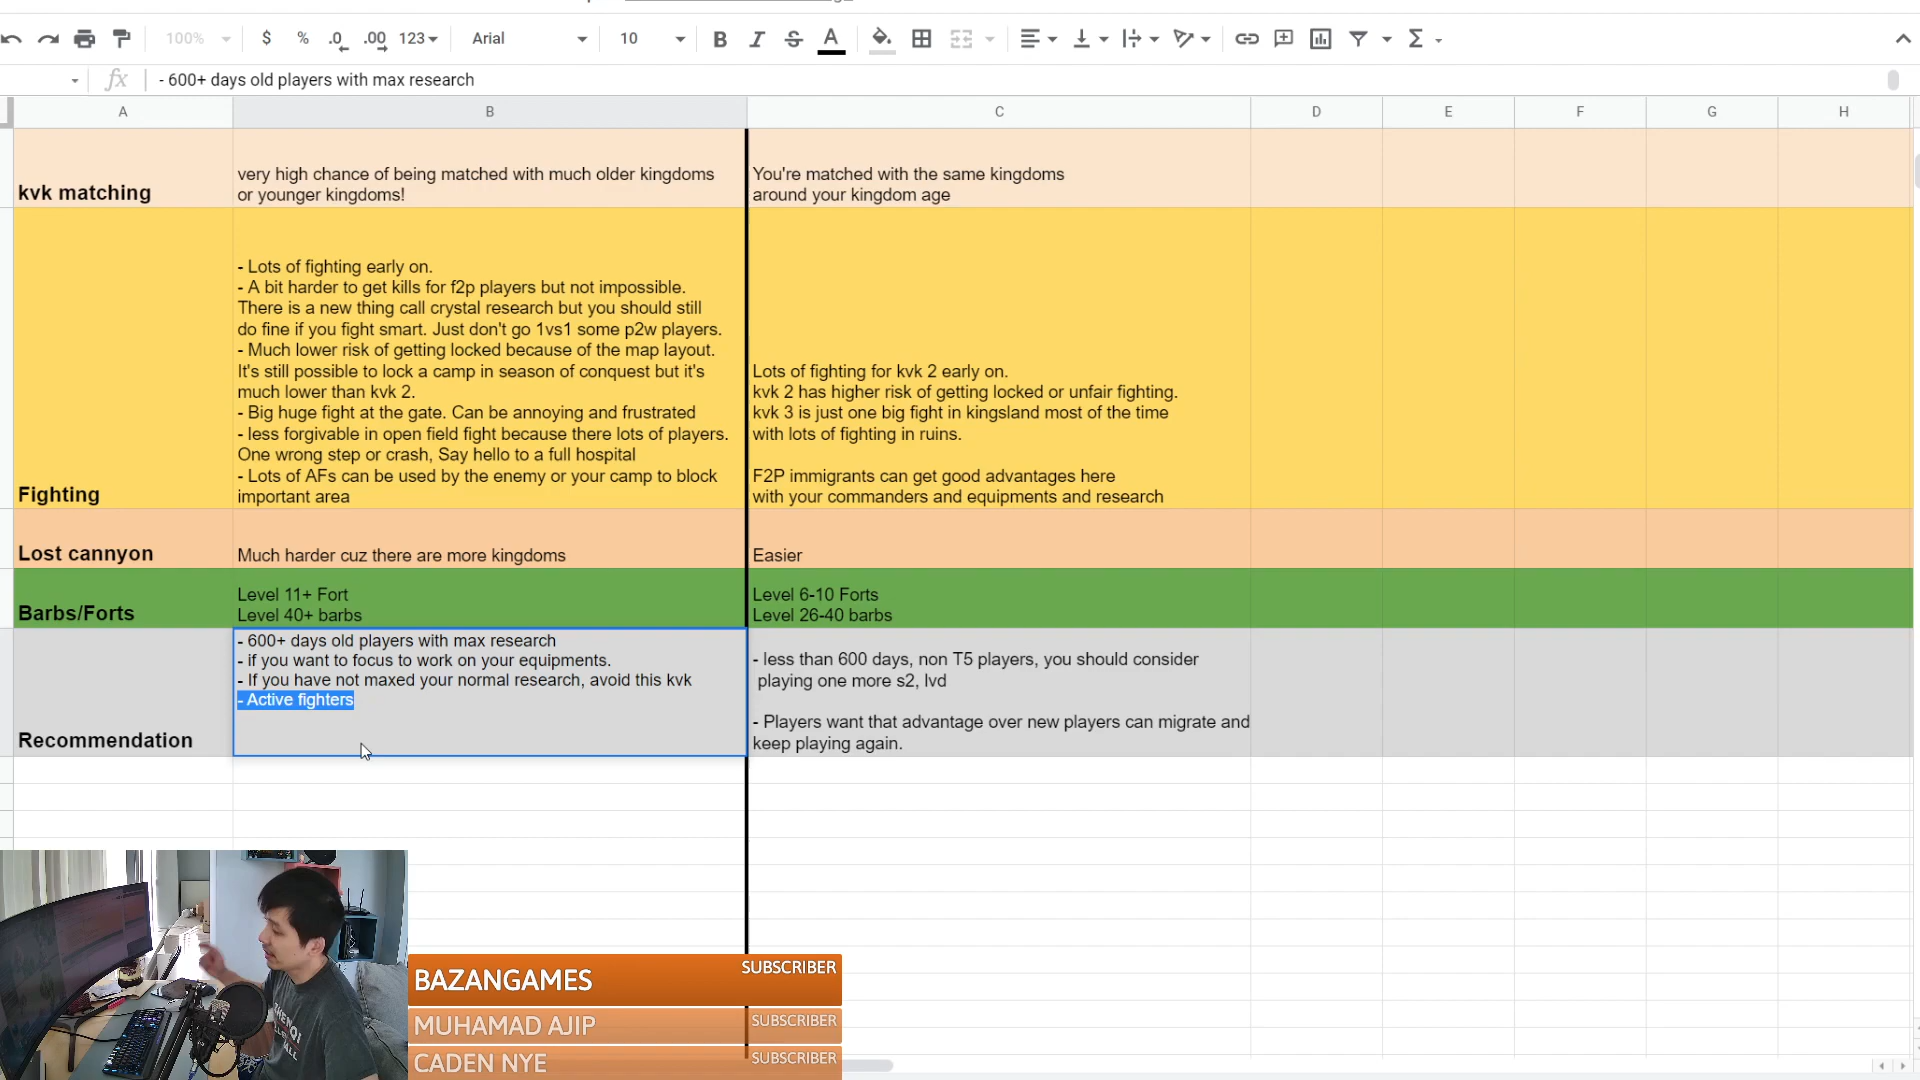 100%
$
%
.0
.00
123
Arial
10
B
I
S
A
Σ
fx
- 600+ days old players with max research
A
B
C
D
E
F
G
H
kvk matching
very high chance of being matched with much older kingdoms
or younger kingdoms!
You're matched with the same kingdoms
around your kingdom age
Fighting
- Lots of fighting early on.
- A bit harder to get kills for f2p players but not impossible.
There is a new thing call crystal research but you should still
do fine if you fight smart. Just don't go 1vs1 some p2w players.
- Much lower risk of getting locked because of the map layout.
It's still possible to lock a camp in season of conquest but it's
much lower than kvk 2.
- Big huge fight at the gate. Can be annoying and frustrated
- less forgivable in open field fight because there lots of players.
One wrong step or crash, Say hello to a full hospital
- Lots of AFs can be used by the enemy or your camp to block
important area
Lots of fighting for kvk 2 early on.
kvk 2 has higher risk of getting locked or unfair fighting.
kvk 3 is just one big fight in kingsland most of the time
with lots of fighting in ruins.
F2P immigrants can get good advantages here
with your commanders and equipments and research
Lost cannyon
Much harder cuz there are more kingdoms
Easier
Barbs/Forts
Level 11+ Fort
Level 40+ barbs
Level 6-10 Forts
Level 26-40 barbs
Recommendation
- 600+ days old players with max research
- if you want to focus to work on your equipments.
- If you have not maxed your normal research, avoid this kvk
- Active fighters
- less than 600 days, non T5 players, you should consider
playing one more s2, lvd
- Players want that advantage over new players can migrate and
keep playing again.
BAZANGAMES SUBSCRIBER
MUHAMAD AJIP SUBSCRIBER
CADEN NYE SUBSCRIBER